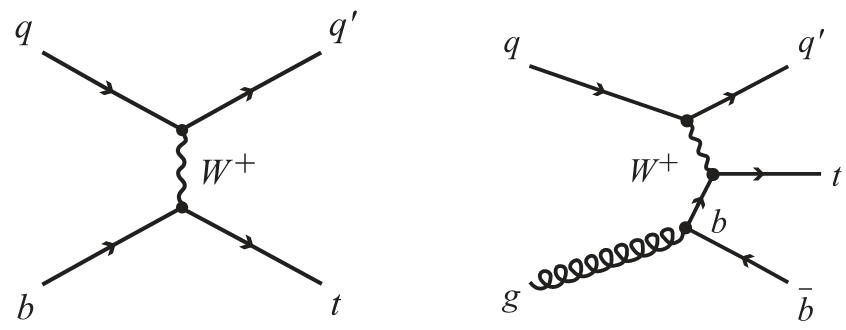 q q′
W+
b t
q q′
W+ t
b
g b̄